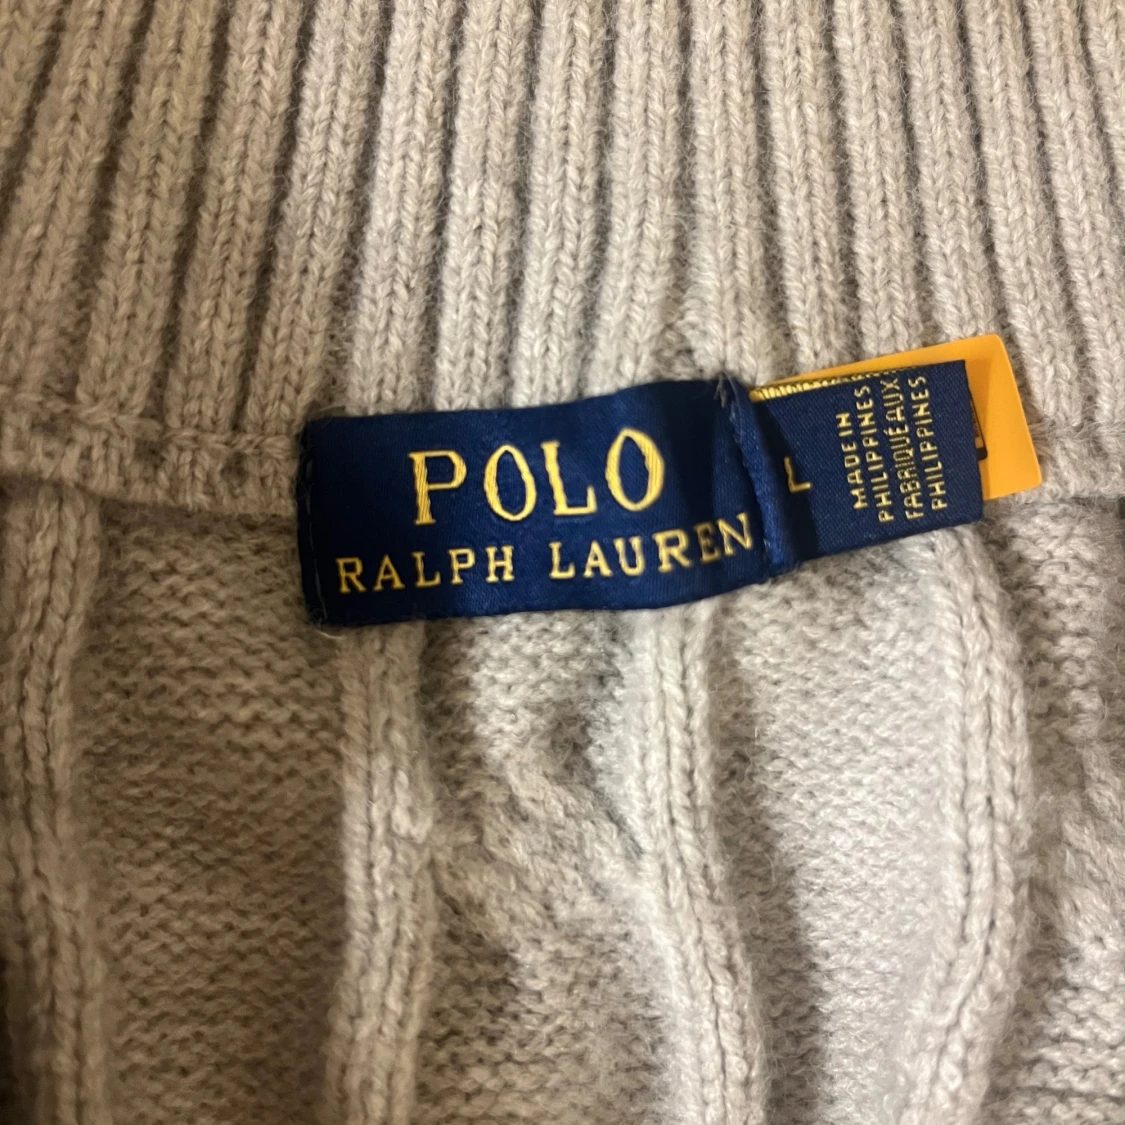 POLO
RALPH LAUREN
L
MADE IN
PHILIPPINES
FABRIQUÉ AUX
PHILIPPINES